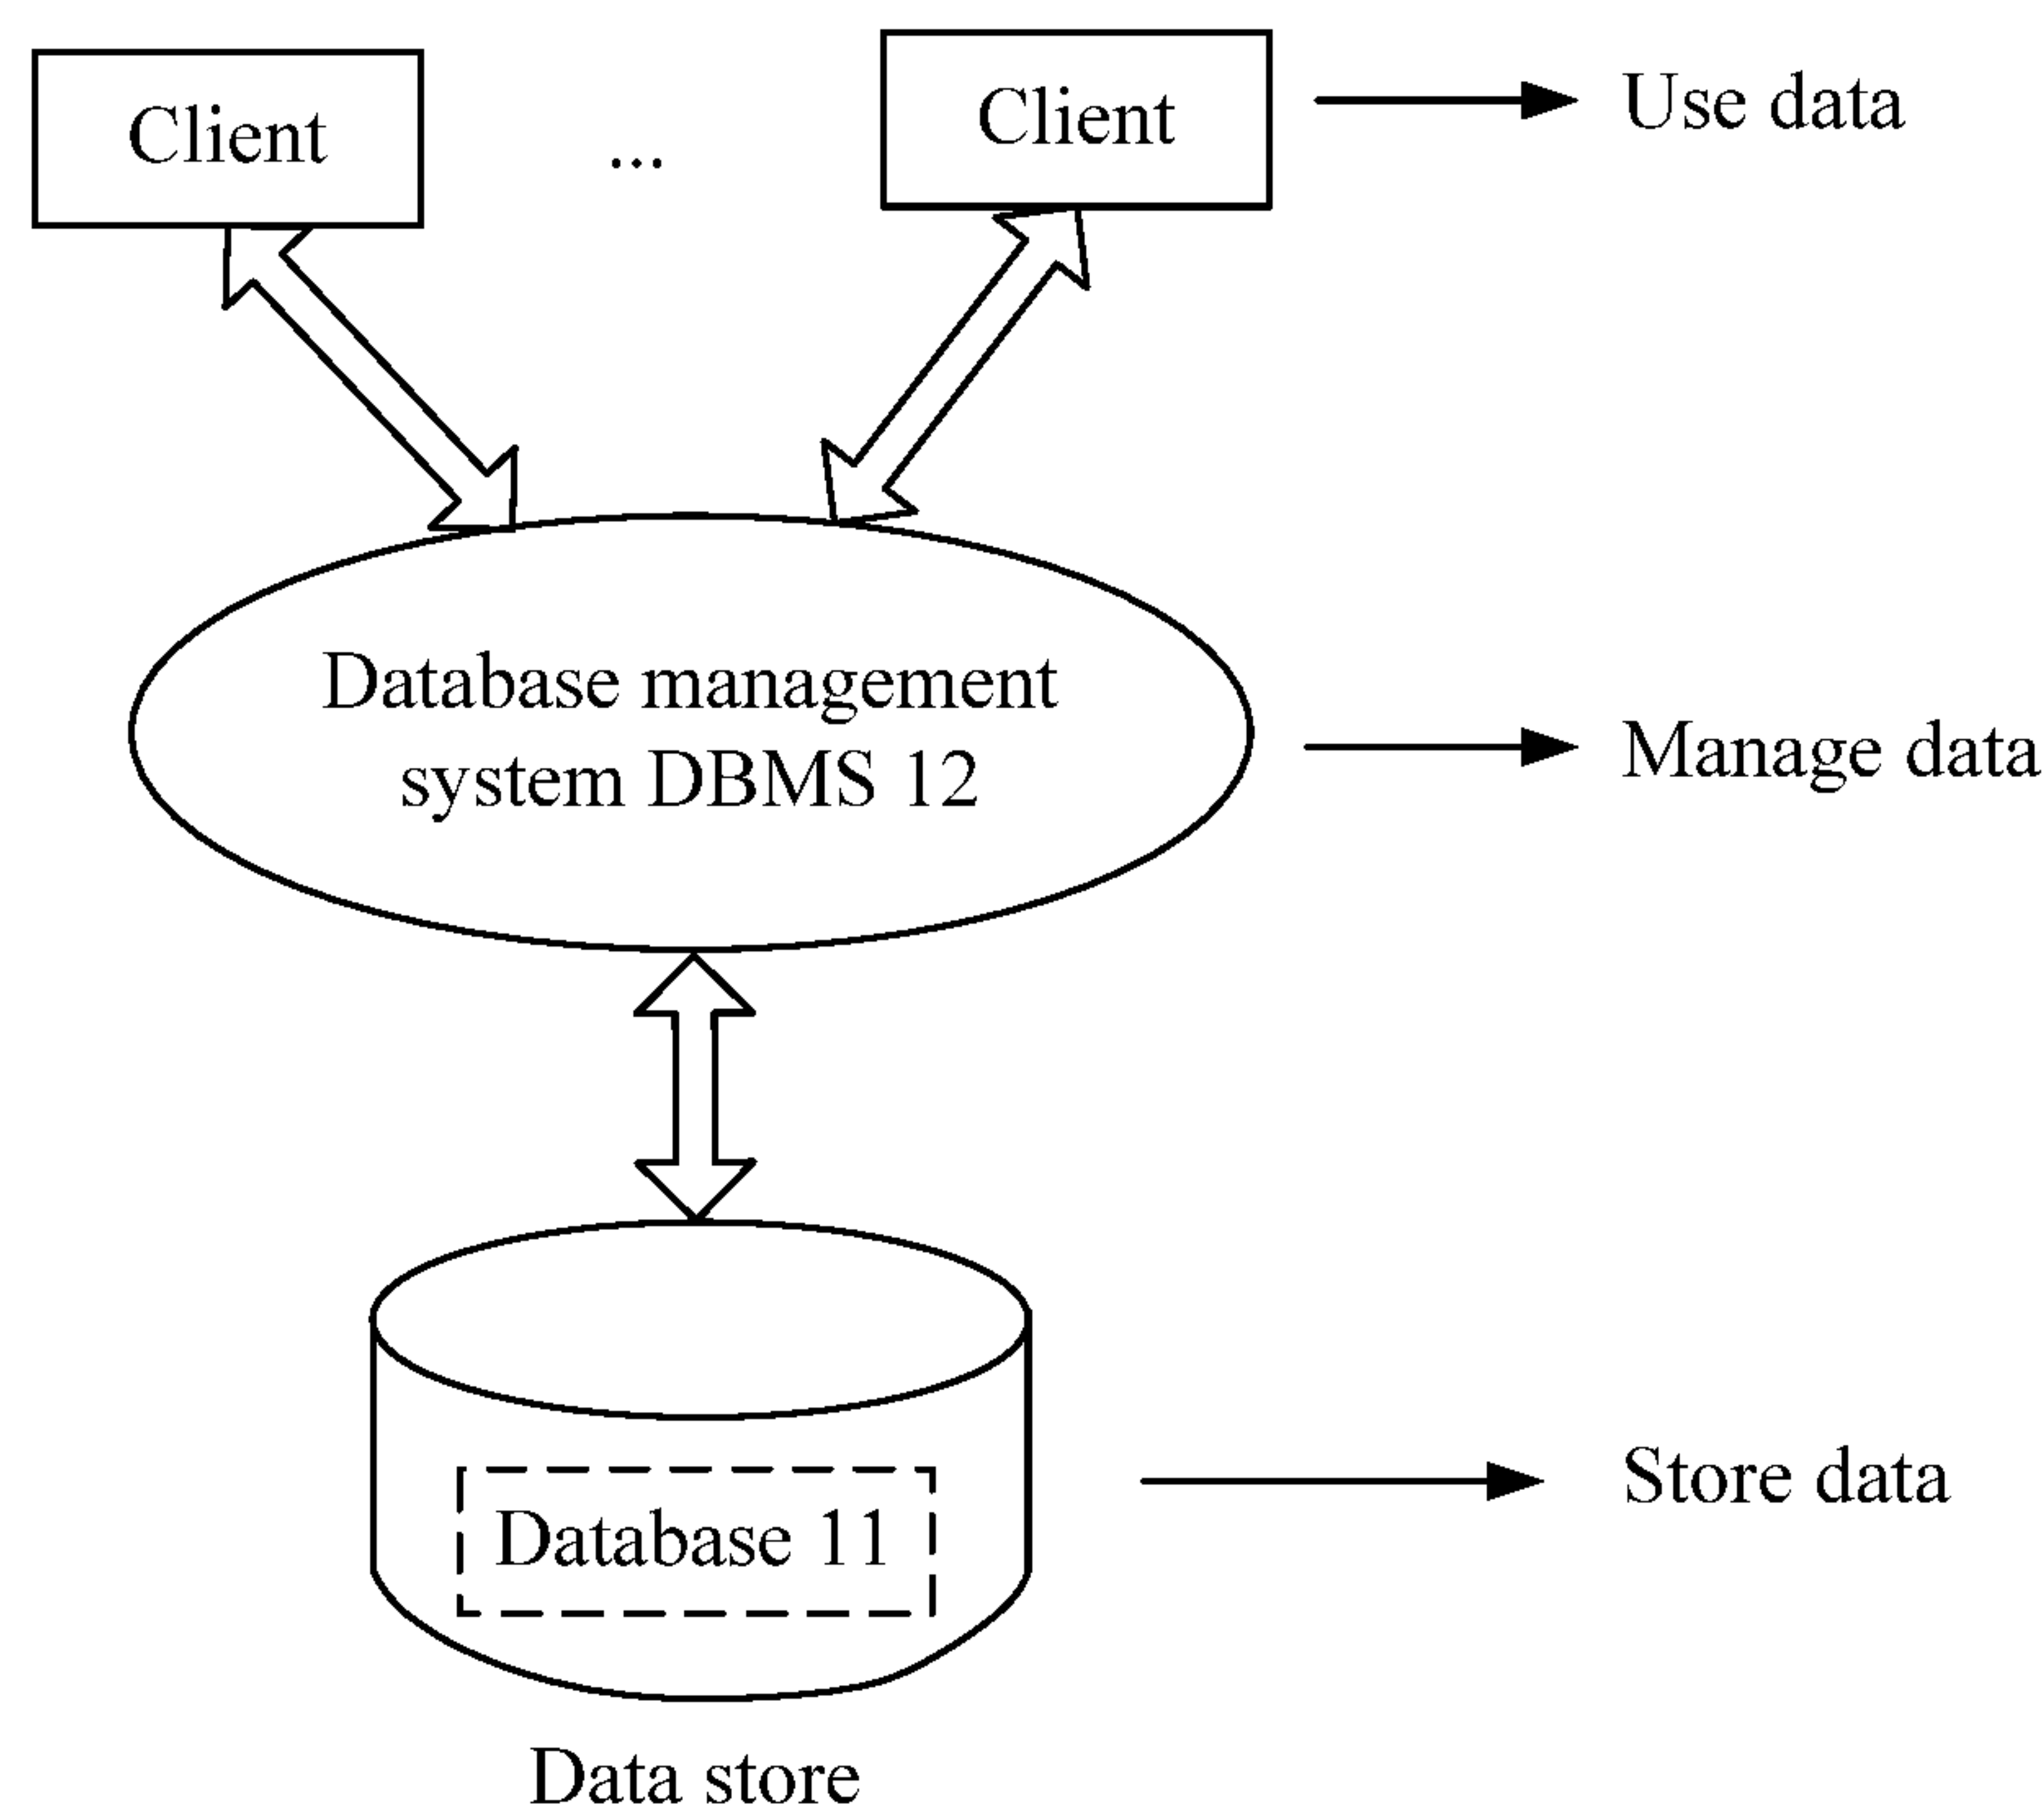 Client
...
Client
Use data
Database management
system DBMS 12
Manage data
Database 11
Store data
Data store